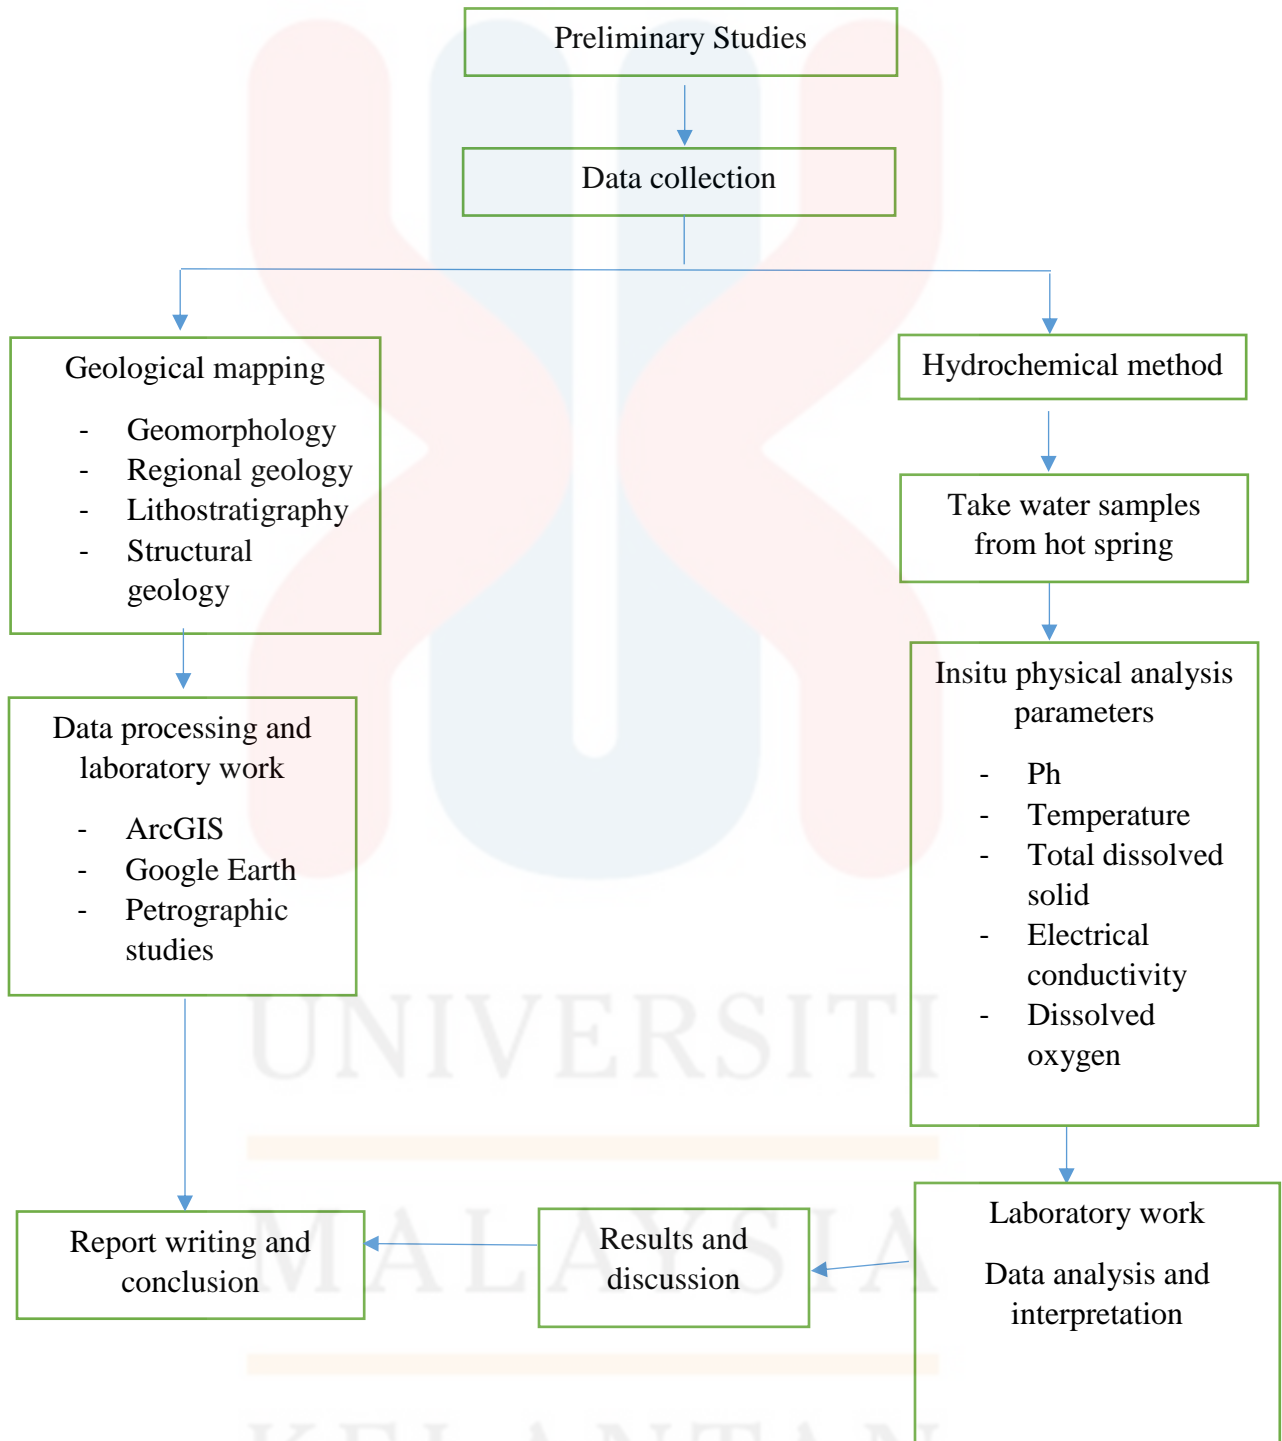 Preliminary Studies
Data collection
Geological mapping
- Geomorphology
- Regional geology
- Lithostratigraphy
- Structural
geology
Data processing and
laboratory work
- ArcGIS
- Google Earth
- Petrographic
studies
Hydrochemical method
Take water samples
from hot spring
Insitu physical analysis
parameters
- Ph
- Temperature
- Total dissolved
solid
- Electrical
conductivity
- Dissolved
oxygen
Laboratory work
Data analysis and
interpretation
Results and
discussion
Report writing and
conclusion
UNIVERSITI
MALAYSIA
KELANTAN